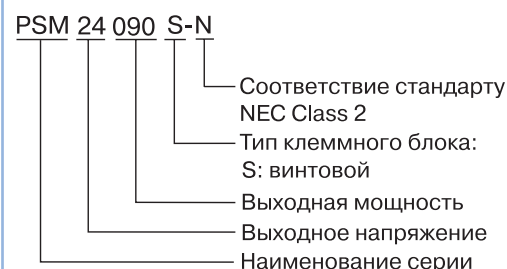 PSM 24 090 S-N
Соответствие стандарту
NEC Class 2
Тип клеммного блока:
S: винтовой
Выходная мощность
Выходное напряжение
Наименование серии